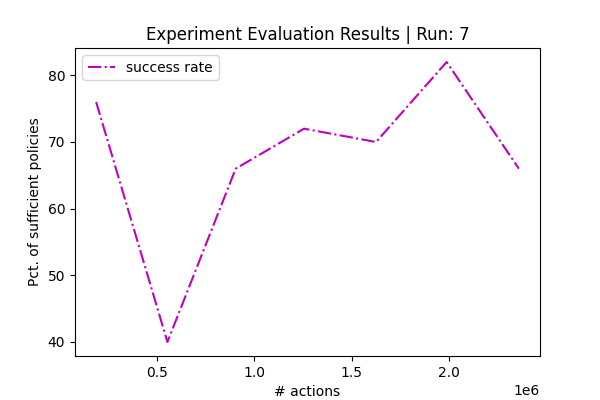 Experiment Evaluation Results | Run: 7
success rate
Pct. of sufficient policies
80
70
60
50
40
0.5 1.0 1.5 2.0
1e6
# actions